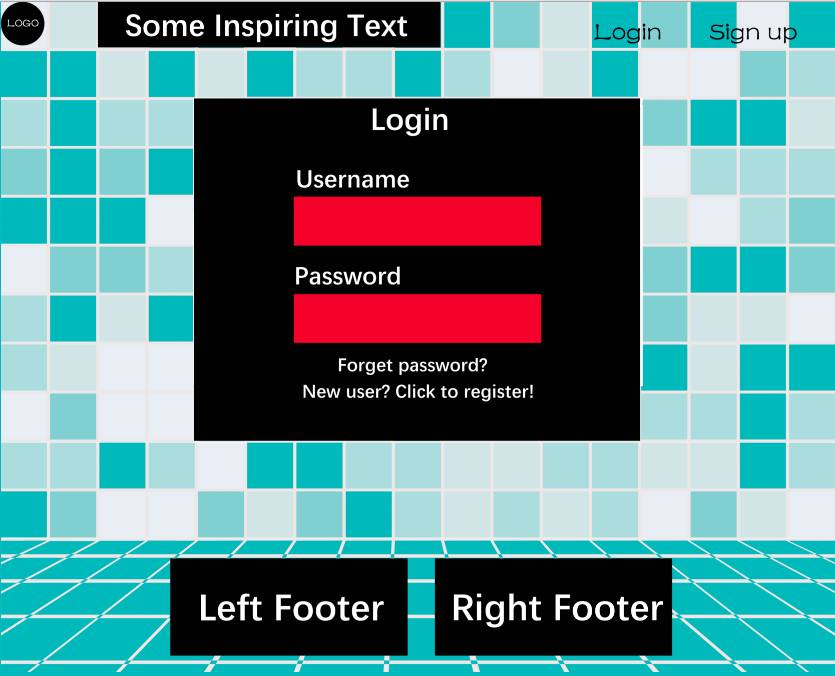 LOGO
Some Inspiring Text
Login
Sign up
Login
Username
Password
Forget password?
New user? Click to register!
Left Footer
Right Footer